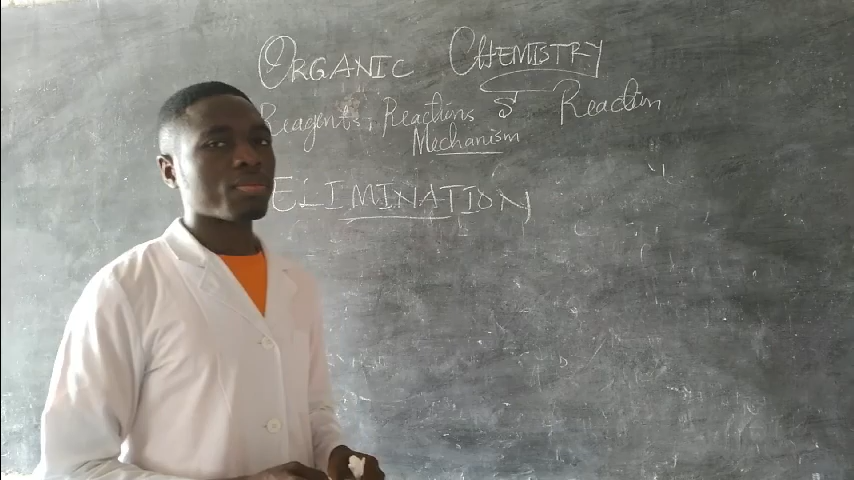 ORGANIC CHEMISTRY
Reagents, Reactions & Reaction
Mechanism
ELIMINATION